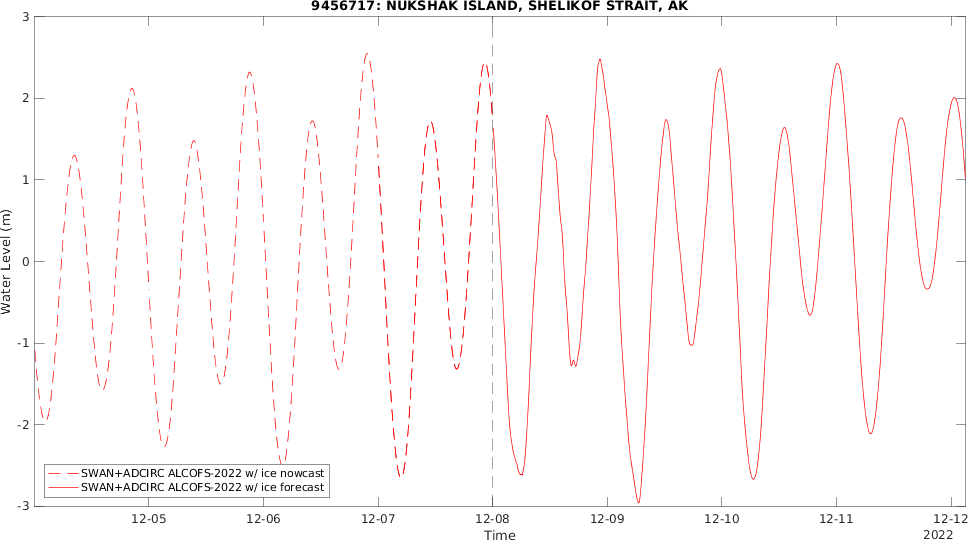 9456717: NUKSHAK ISLAND, SHELIKOF STRAIT, AK
3
2
1
0
-1
-2
-3
Water Level (m)
SWAN+ADCIRC ALCOFS-2022 w/ ice nowcast
SWAN+ADCIRC ALCOFS-2022 w/ ice forecast
12-05 12-06 12-07 12-08 12-09 12-10 12-11 12-12
Time
2022